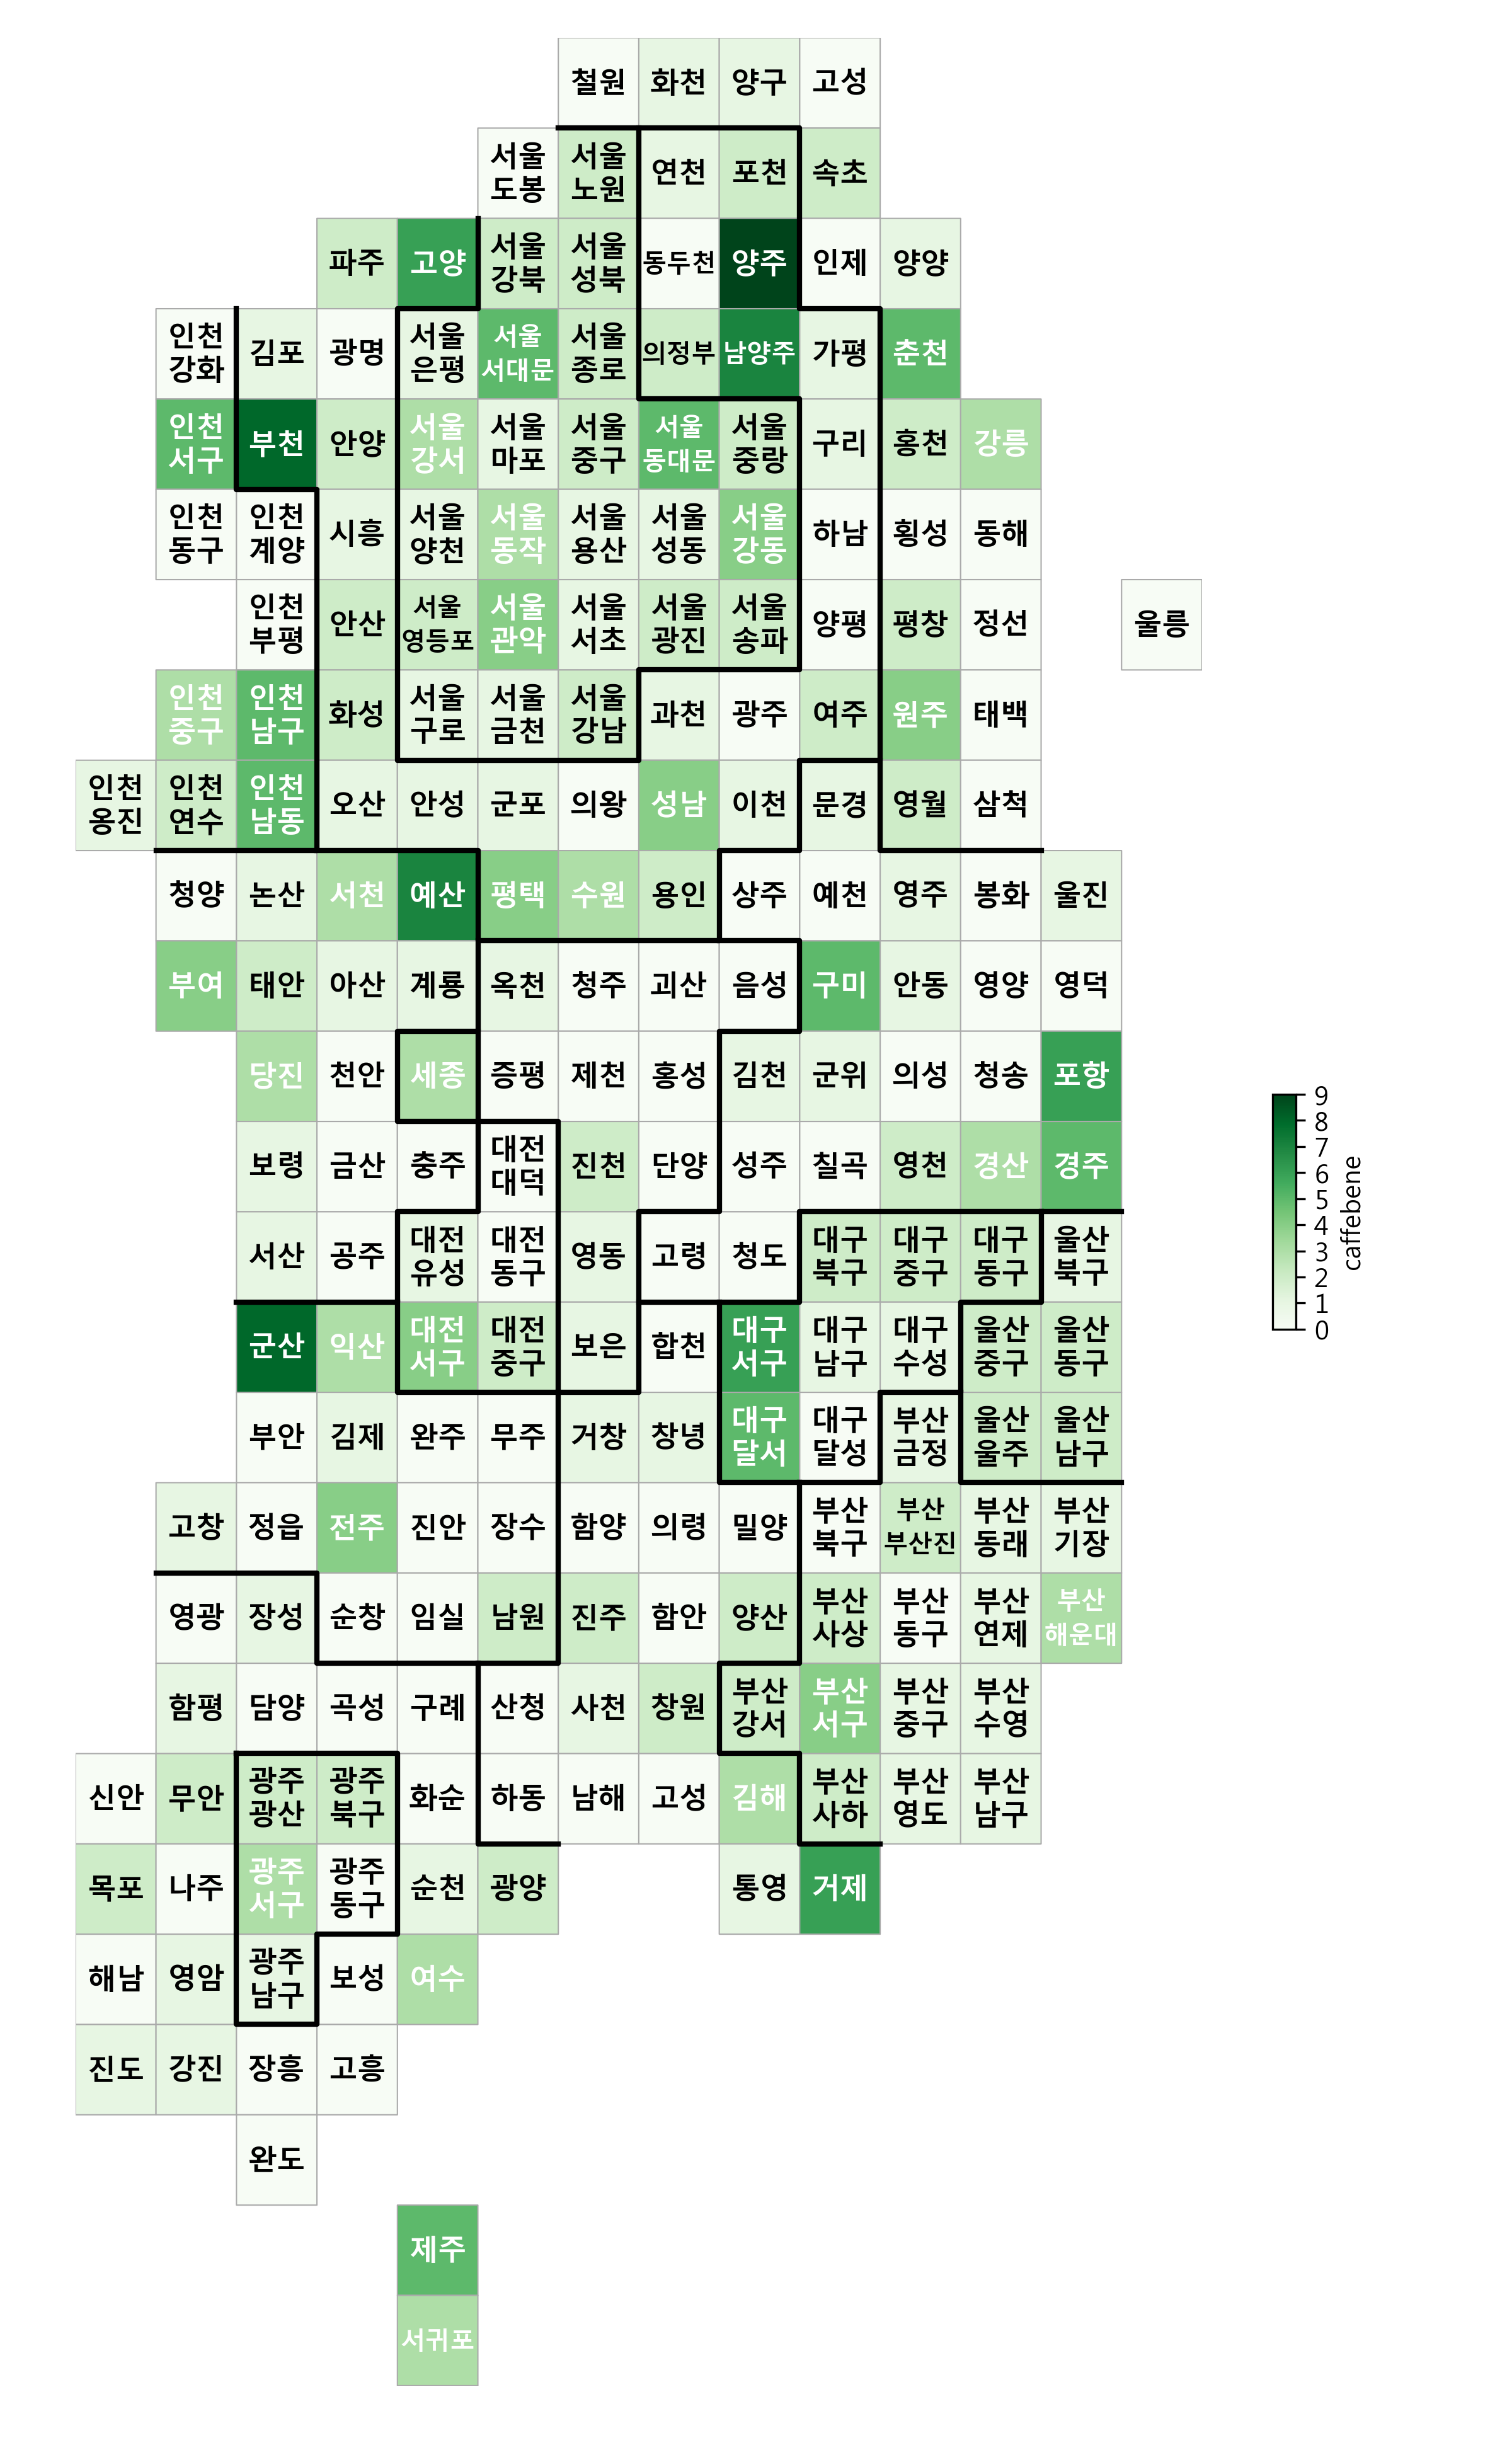 철원 화천 양구 고성
서울 도봉 서울 노원 연천 포천 속초
파주 고양 서울 강북 서울 성북 동두천 양주 인제 양양
인천 강화 김포 광명 서울 은평 서울 서대문 서울 종로 의정부 남양주 가평 춘천
인천 서구 부천 안양 서울 강서 서울 마포 서울 중구 서울 동대문 서울 중랑 구리 홍천 강릉
인천 동구 인천 계양 시흥 서울 양천 서울 동작 서울 용산 서울 성동 서울 강동 하남 횡성 동해
인천 부평 안산 서울 영등포 서울 관악 서울 서초 서울 광진 서울 송파 양평 평창 정선 울릉
인천 중구 인천 남구 화성 서울 구로 서울 금천 서울 강남 과천 광주 여주 원주 태백
인천 옹진 인천 연수 인천 남동 오산 안성 군포 의왕 성남 이천 문경 영월 삼척
청양 논산 서천 예산 평택 수원 용인 상주 예천 영주 봉화 울진
부여 태안 아산 계룡 옥천 청주 괴산 음성 구미 안동 영양 영덕
당진 천안 세종 증평 제천 홍성 김천 군위 의성 청송 포항
보령 금산 충주 대전 대덕 진천 단양 성주 칠곡 영천 경산 경주
서산 공주 대전 유성 대전 동구 영동 고령 청도 대구 북구 대구 중구 대구 동구 울산 북구
군산 익산 대전 서구 대전 중구 보은 합천 대구 서구 대구 남구 대구 수성 울산 중구 울산 동구
부안 김제 완주 무주 거창 창녕 대구 달서 대구 달성 부산 금정 울산 울주 울산 남구
고창 정읍 전주 진안 장수 함양 의령 밀양 부산 북구 부산 부산진 부산 동래 부산 기장
영광 장성 순창 임실 남원 진주 함안 양산 부산 사상 부산 동구 부산 연제 부산 해운대
함평 담양 곡성 구례 산청 사천 창원 부산 강서 부산 서구 부산 중구 부산 수영
신안 무안 광주 광산 광주 북구 화순 하동 남해 고성 김해 부산 사하 부산 영도 부산 남구
목포 나주 광주 서구 광주 동구 순천 광양 통영 거제
해남 영암 광주 남구 보성 여수
진도 강진 장흥 고흥
완도
제주
서귀포
9
8
7
6
5
4
3
2
1
0
caffebene